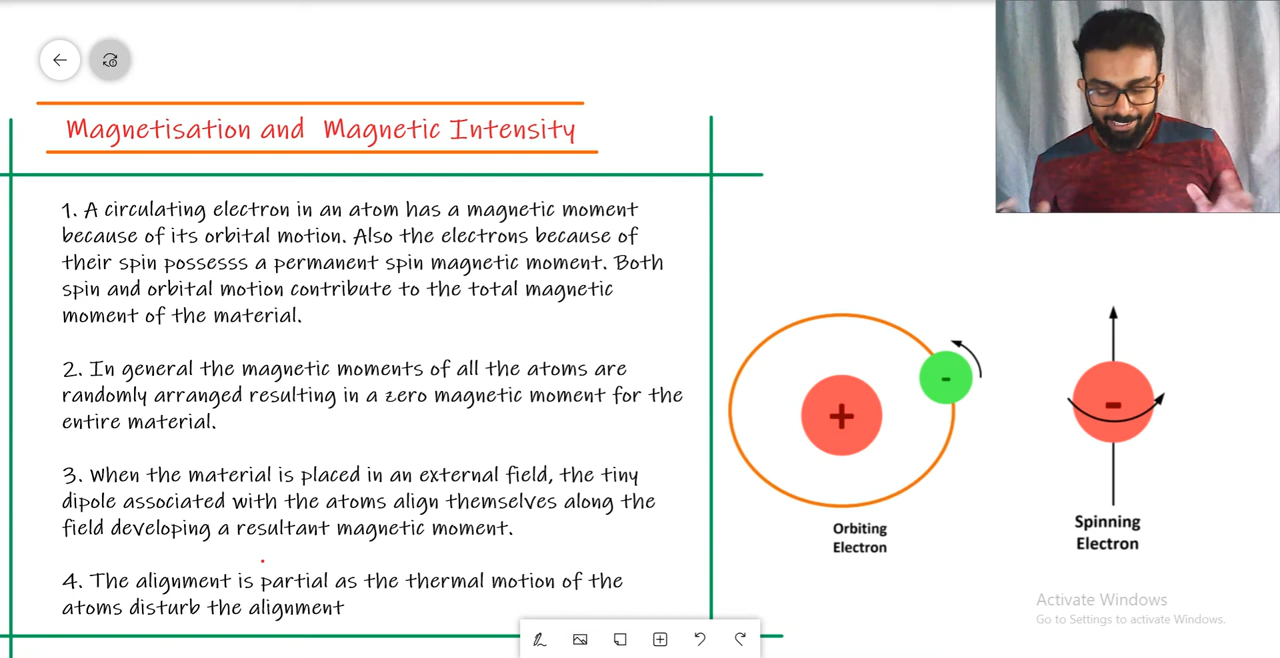 Magnetisation and Magnetic Intensity
1. A circulating electron in an atom has a magnetic moment
because of its orbital motion. Also the electrons because of
their spin possesss a permanent spin magnetic moment. Both
spin and orbital motion contribute to the total magnetic
moment of the material.
2. In general the magnetic moments of all the atoms are
randomly arranged resulting in a zero magnetic moment for the
entire material.
3. When the material is placed in an external field, the tiny
dipole associated with the atoms align themselves along the
field developing a resultant magnetic moment.
4. The alignment is partial as the thermal motion of the
atoms disturb the alignment
+
-
Orbiting
Electron
-
Spinning
Electron
Activate Windows
Go to Settings to activate Windows.